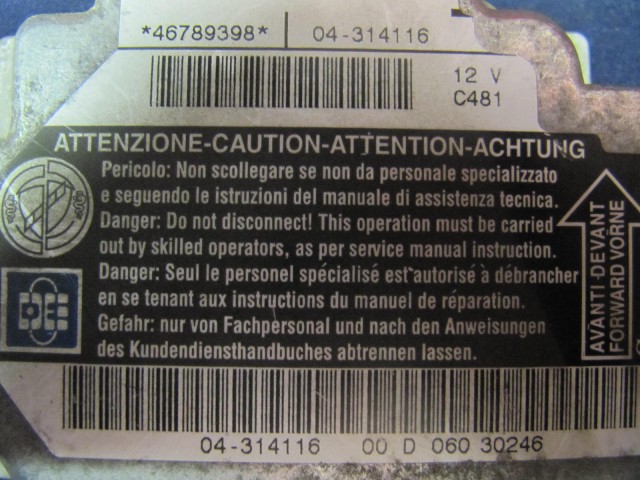 *46789398* 04-314116
12 V
C481
ATTENZIONE-CAUTION-ATTENTION-ACHTUNG
Pericolo: Non scollegare se non da personale specializzato
e seguendo le istruzioni del manuale di assistenza tecnica.
Danger: Do not disconnect! This operation must be carried
out by skilled operators, as per service manual instruction.
Danger: Seul le personel spécialisé est autorisé à débrancher
en se tenant aux instructions du manuel de réparation.
Gefahr: nur von Fachpersonal und nach den Anweisungen
des Kundendiensthandbuches abtrennen lassen.
AVANTI-DEVANT
FORWARD VORNE
04-314116 00 D 060 30246